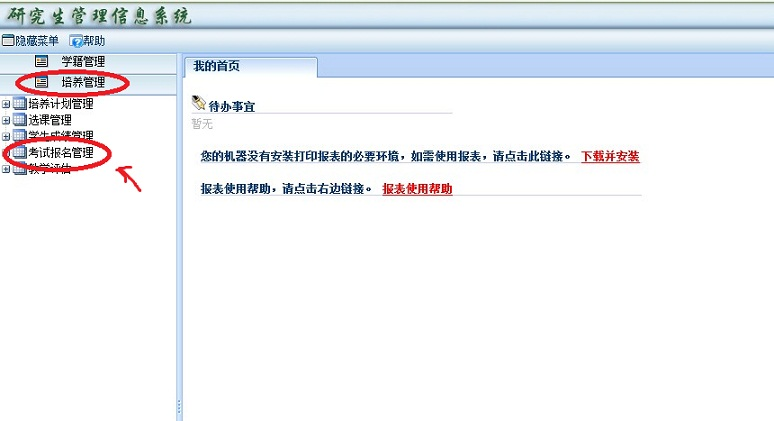 研究生管理信息系统
隐藏菜单 帮助
学籍管理
培养管理
培养计划管理
选课管理
学生成绩管理
考试报名管理
教学评估
我的首页
待办事宜
暂无
您的机器没有安装打印报表的必要环境，如需使用报表，请点击此链接。 下载并安装
报表使用帮助，请点击右边链接。 报表使用帮助